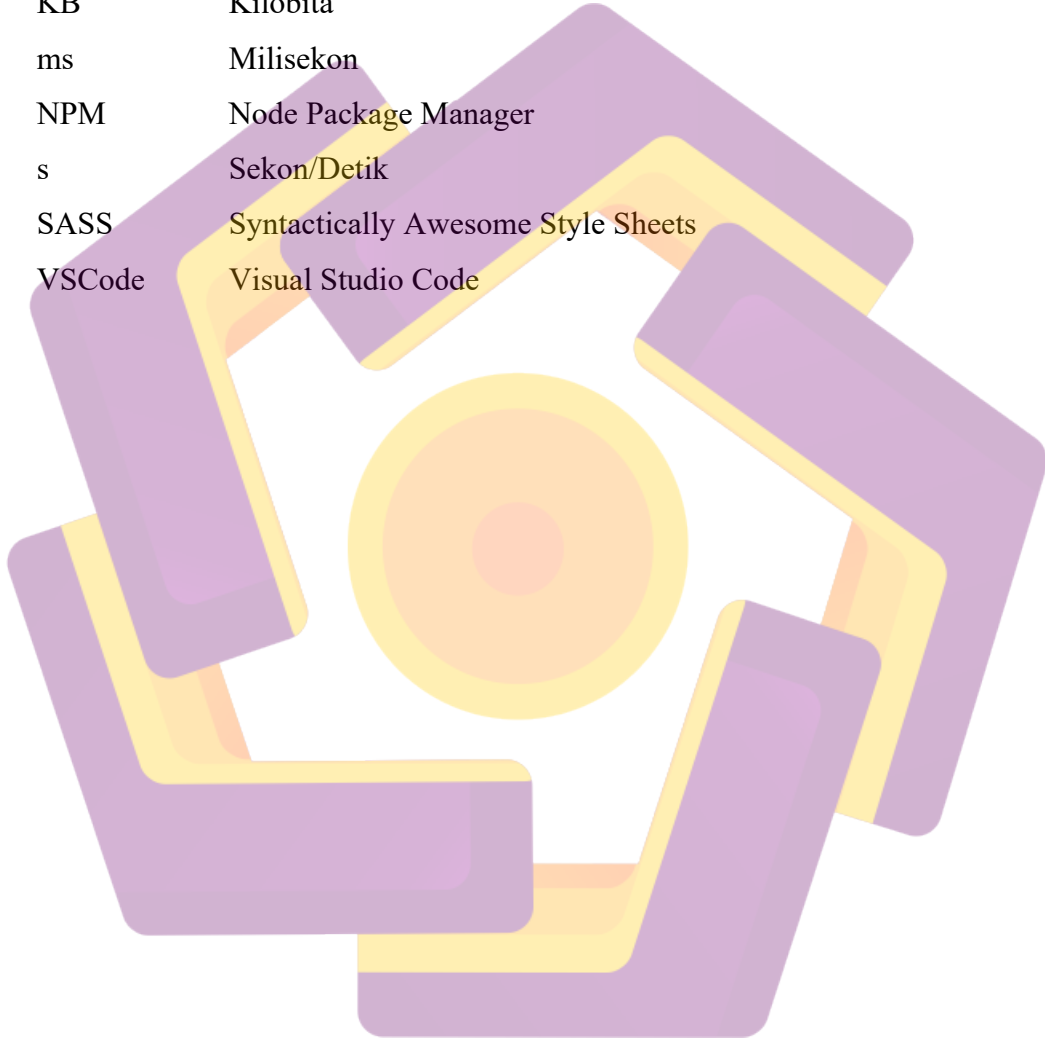 KB Kilobita
ms Milisekon
NPM Node Package Manager
s Sekon/Detik
SASS Syntactically Awesome Style Sheets
VSCode Visual Studio Code